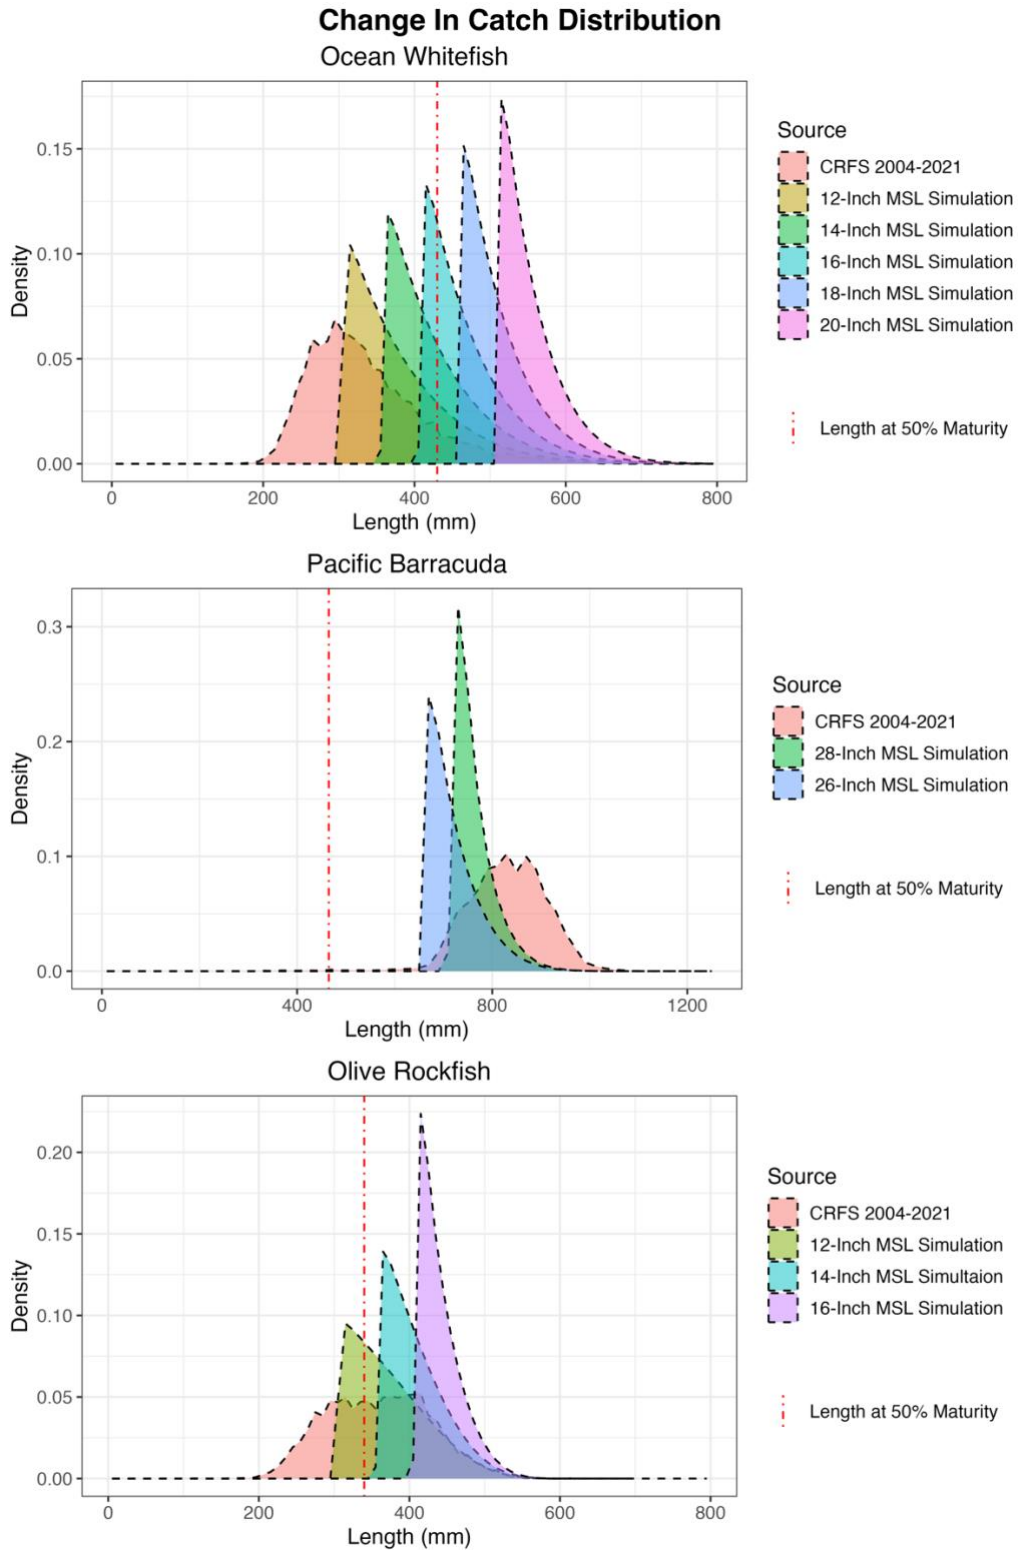 Change In Catch Distribution
Ocean Whitefish
Density
0.15
0.10
0.05
0.00
0 200 400 600 800
Length (mm)
Source
CRFS 2004-2021
12-Inch MSL Simulation
14-Inch MSL Simulation
16-Inch MSL Simulation
18-Inch MSL Simulation
20-Inch MSL Simulation
Length at 50% Maturity
Pacific Barracuda
Density
0.3
0.2
0.1
0.0
0 400 800 1200
Length (mm)
Source
CRFS 2004-2021
28-Inch MSL Simulation
26-Inch MSL Simulation
Length at 50% Maturity
Olive Rockfish
Density
0.20
0.15
0.10
0.05
0.00
0 200 400 600 800
Length (mm)
Source
CRFS 2004-2021
12-Inch MSL Simulation
14-Inch MSL Simultaion
16-Inch MSL Simulation
Length at 50% Maturity